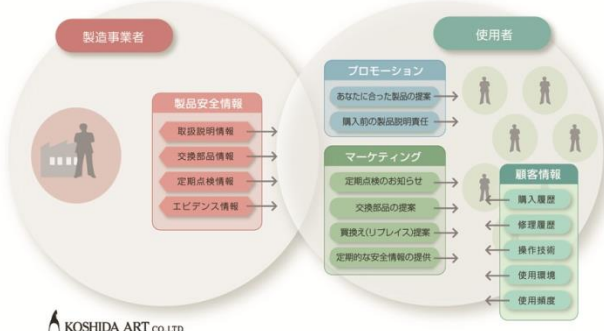 製造事業者
使用者
製品安全情報
取扱説明情報
交換部品情報
定期点検情報
エビデンス情報
プロモーション
あなたに合った製品の提案
購入前の製品説明責任
マーケティング
定期点検のお知らせ
交換部品の提案
買換え(リプレイス)提案
定期的な安全情報の提供
顧客情報
購入履歴
修理履歴
操作技術
使用環境
使用頻度
KOSHIDA ART CO.,LTD.